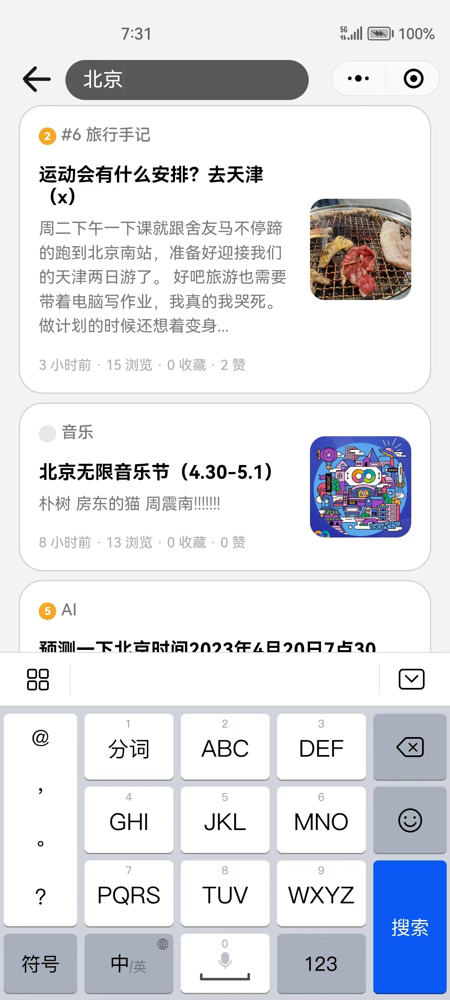 7:31
5G
100%
北京
2 #6 旅行手记
运动会有什么安排？去天津
（x）
周二下午一下课就跟舍友马不停蹄
的跑到北京南站，准备好迎接我们
的天津两日游了。 好吧旅游也需要
带着电脑写作业，我真的我哭死。
做计划的时候还想着变身...
3 小时前 · 15 浏览 · 0 收藏 · 2 赞
音乐
北京无限音乐节（4.30-5.1）
MUSIC
GO
朴树 房东的猫 周震南!!!!!!!
8 小时前 · 13 浏览 · 0 收藏 · 0 赞
5 AI
预测一下北京时间2023年4月20日7点30
@
，
。
?
1
分词
2
ABC
3
DEF
4
GHI
5
JKL
6
MNO
7
PQRS
8
TUV
9
WXYZ
搜索
符号
中/英
0
123